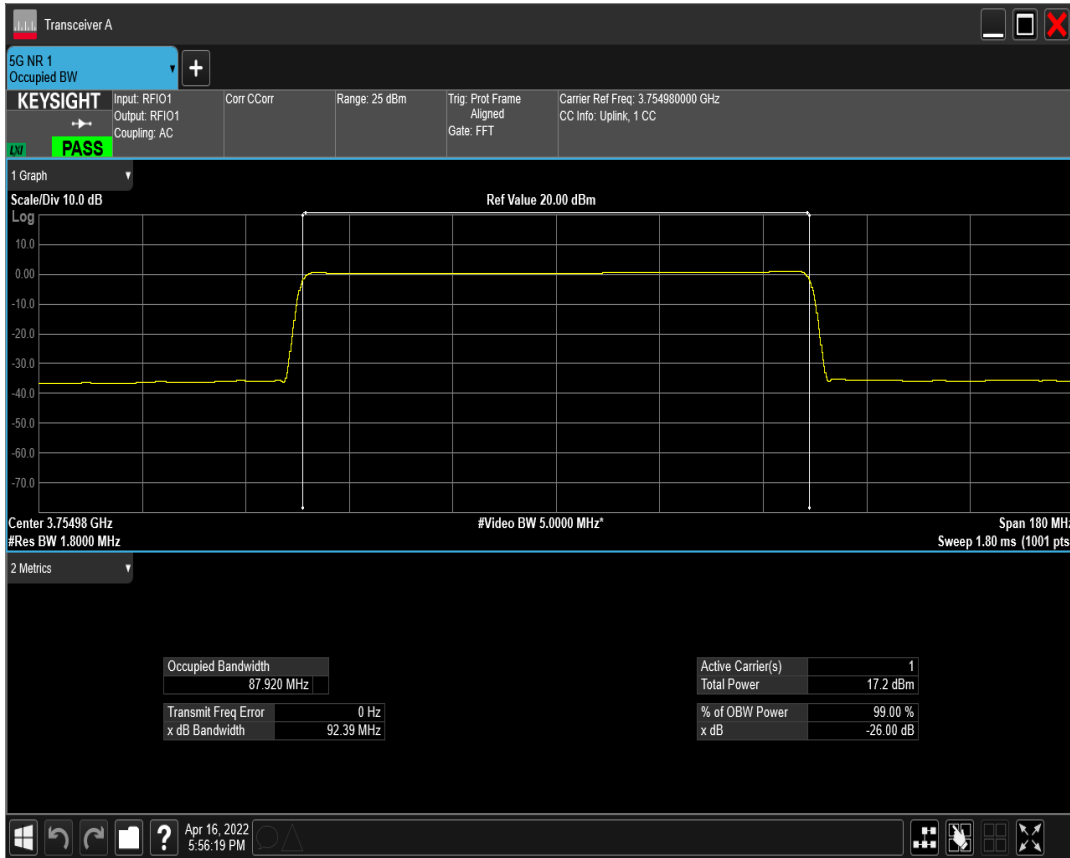 Transceiver A
5G NR 1
Occupied BW
KEYSIGHT
LXI
PASS
Input: RFIO1
Output: RFIO1
Coupling: AC
Corr CCorr
Range: 25 dBm
Trig: Prot Frame
Aligned
Gate: FFT
Carrier Ref Freq: 3.754980000 GHz
CC Info: Uplink, 1 CC
1 Graph
Scale/Div 10.0 dB
Ref Value 20.00 dBm
Log
10.0
0.00
-10.0
-20.0
-30.0
-40.0
-50.0
-60.0
-70.0
Center 3.75498 GHz
#Video BW 5.0000 MHz*
Span 180 MHz
#Res BW 1.8000 MHz
Sweep 1.80 ms (1001 pts
2 Metrics
Occupied Bandwidth
87.920 MHz
Transmit Freq Error 0 Hz
x dB Bandwidth 92.39 MHz
Active Carrier(s) 1
Total Power 17.2 dBm
% of OBW Power 99.00 %
x dB -26.00 dB
?
Apr 16, 2022
5:56:19 PM